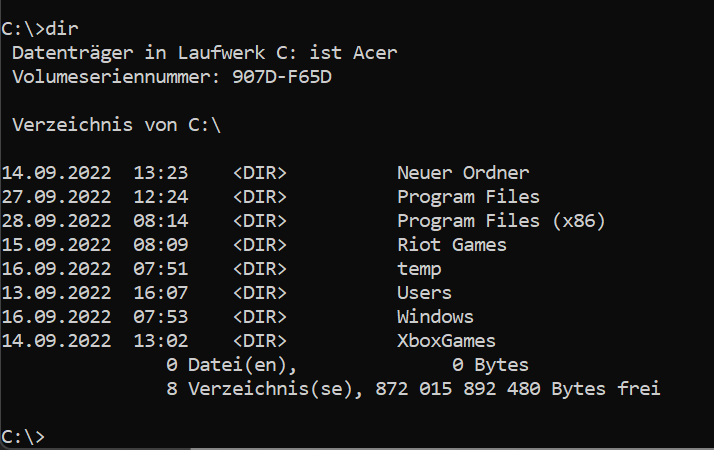 C:\>dir
Datenträger in Laufwerk C: ist Acer
Volumeseriennummer: 907D-F65D
Verzeichnis von C:\
14.09.2022  13:23    <DIR>          Neuer Ordner
27.09.2022  12:24    <DIR>          Program Files
28.09.2022  08:14    <DIR>          Program Files (x86)
15.09.2022  08:09    <DIR>          Riot Games
16.09.2022  07:51    <DIR>          temp
13.09.2022  16:07    <DIR>          Users
16.09.2022  07:53    <DIR>          Windows
14.09.2022  13:02    <DIR>          XboxGames
0 Datei(en),              0 Bytes
8 Verzeichnis(se), 872 015 892 480 Bytes frei
C:\>